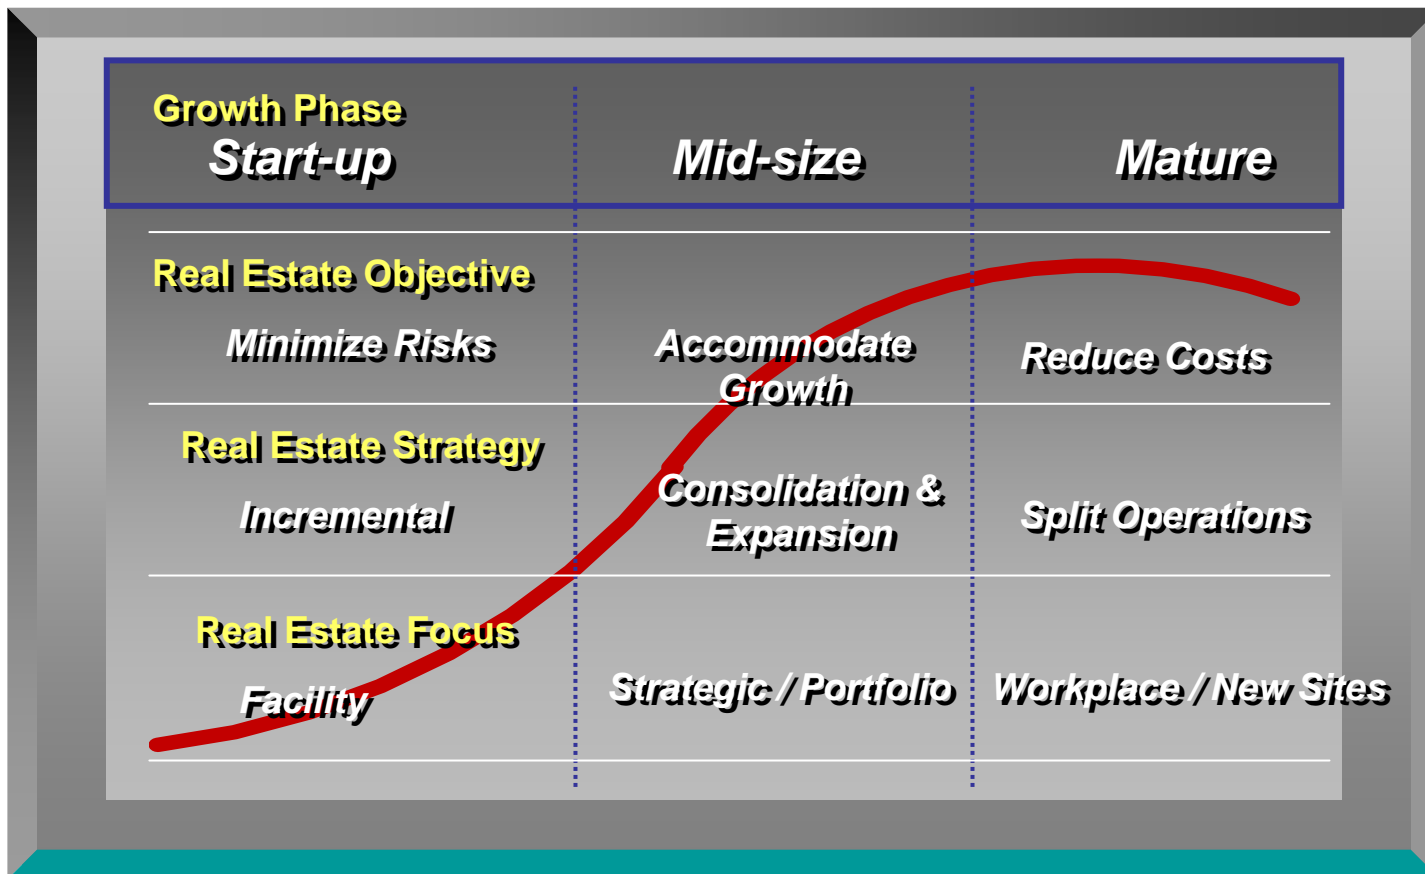 Growth Phase
Start-up
Mid-size
Mature
Real Estate Objective
Minimize Risks
Accommodate
Growth
Reduce Costs
Real Estate Strategy
Incremental
Consolidation &
Expansion
Split Operations
Real Estate Focus
Facility
Strategic / Portfolio
Workplace / New Sites